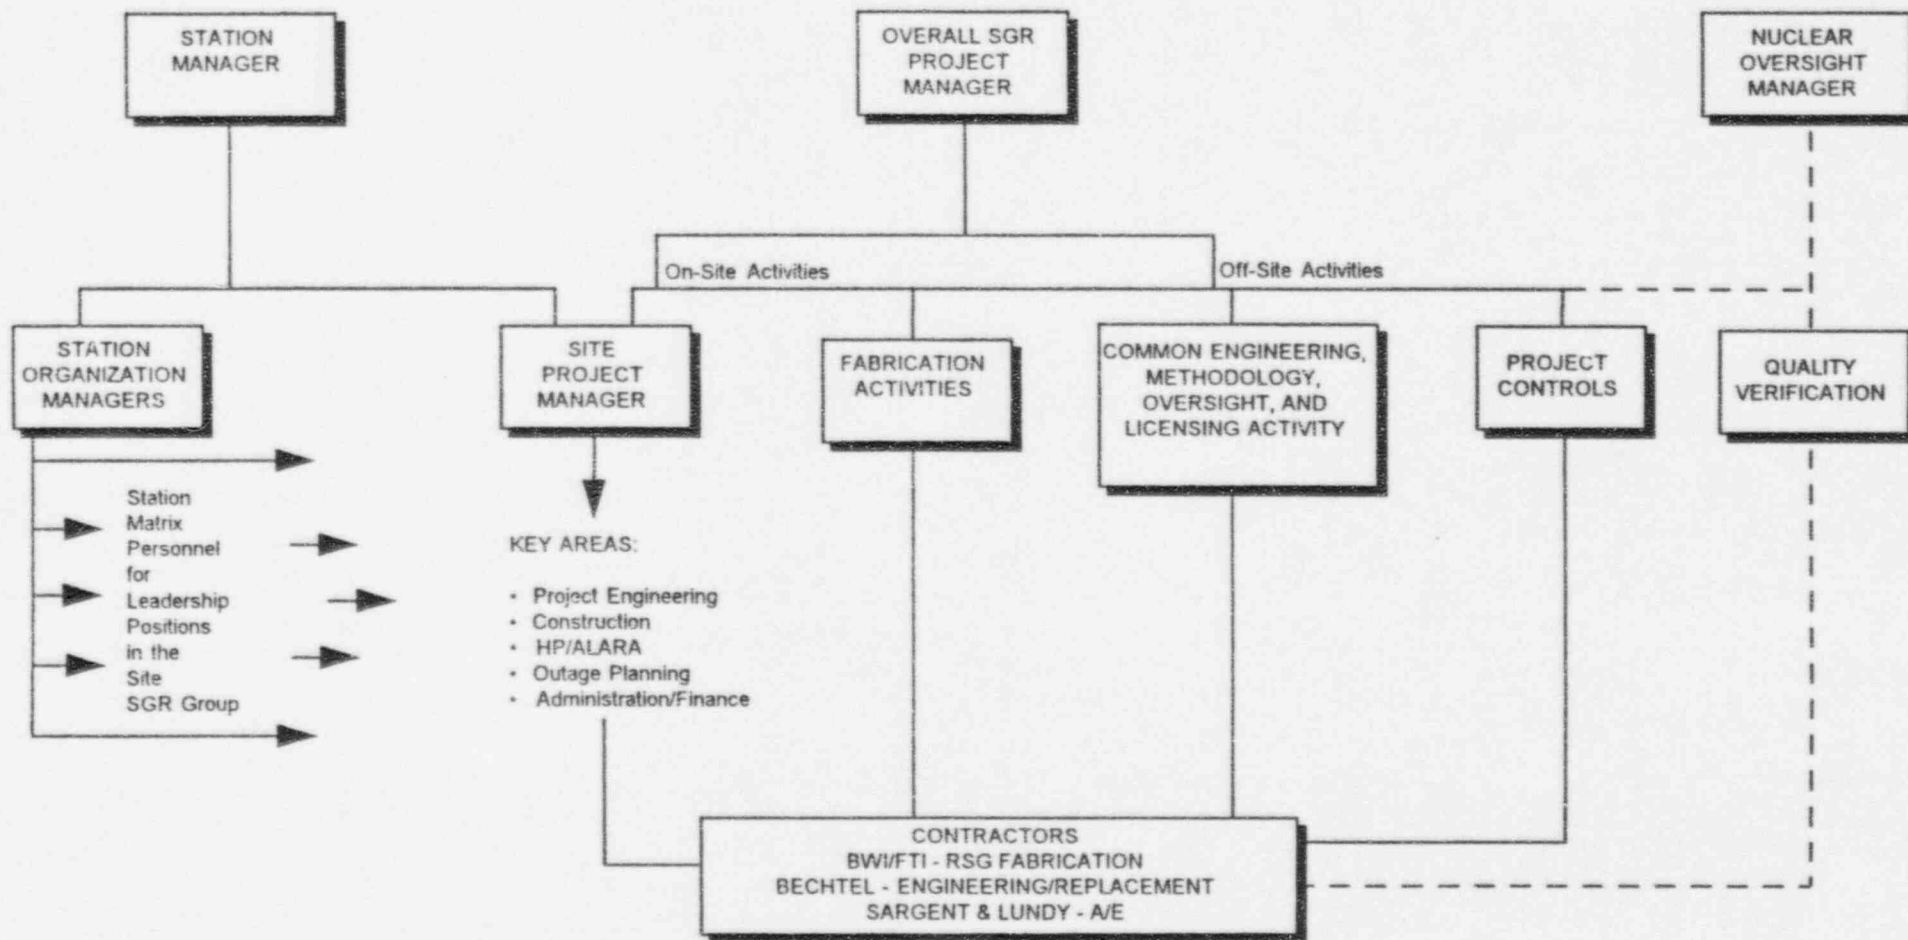 STATION
MANAGER
OVERALL SGR
PROJECT
MANAGER
NUCLEAR
OVERSIGHT
MANAGER
On-Site Activities
Off-Site Activities
STATION
ORGANIZATION
MANAGERS
SITE
PROJECT
MANAGER
FABRICATION
ACTIVITIES
COMMON ENGINEERING,
METHODOLOGY,
OVERSIGHT, AND
LICENSING ACTIVITY
PROJECT
CONTROLS
QUALITY
VERIFICATION
Station
Matrix
Personnel
for
Leadership
Positions
in the
Site
SGR Group
KEY AREAS:
• Project Engineering
• Construction
• HP/ALARA
• Outage Planning
• Administration/Finance
CONTRACTORS
BWI/FTI - RSG FABRICATION
BECHTEL - ENGINEERING/REPLACEMENT
SARGENT & LUNDY - A/E